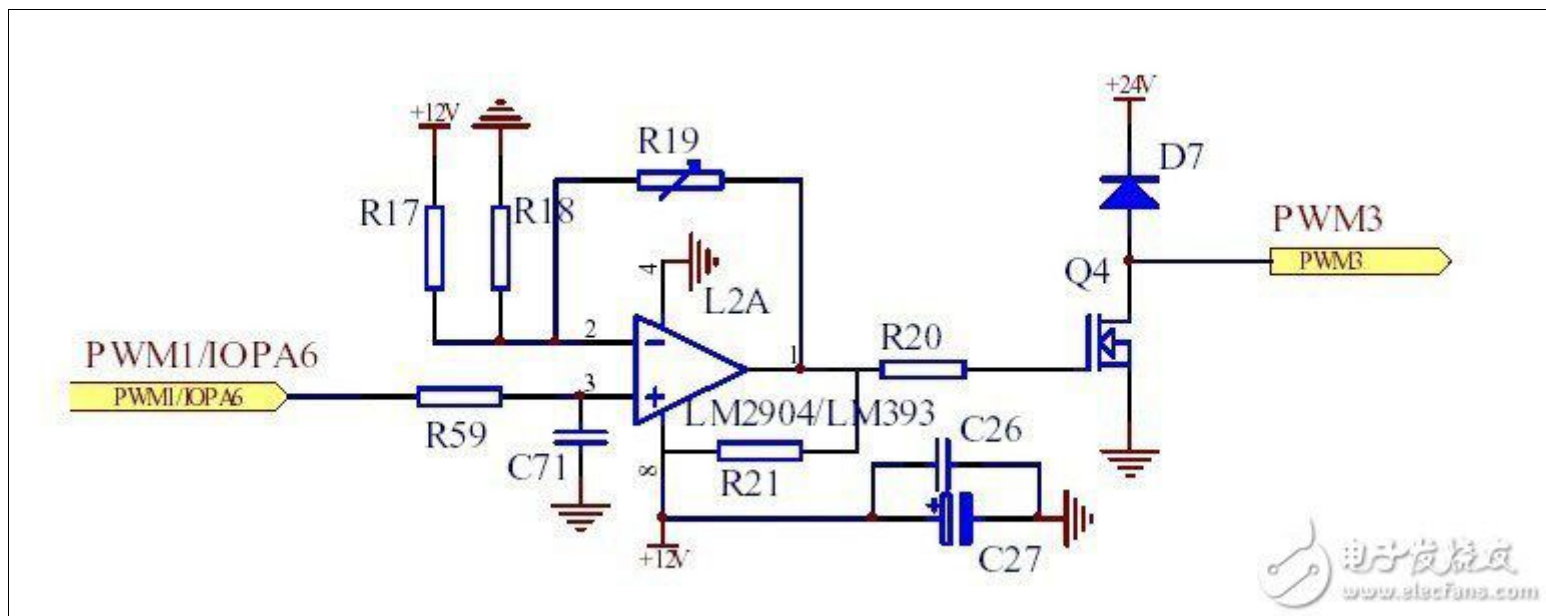 +12V
+24V
R19
D7
R17
R18
PWM3
PWM3
4
Q4
L2A
2
R20
PWM1/IOPA6
1
PWM1/IOPA6
3
LM2904/LM393
R59
C26
C71
8
R21
+12V
C27
电子发烧友
www.elecfans.com